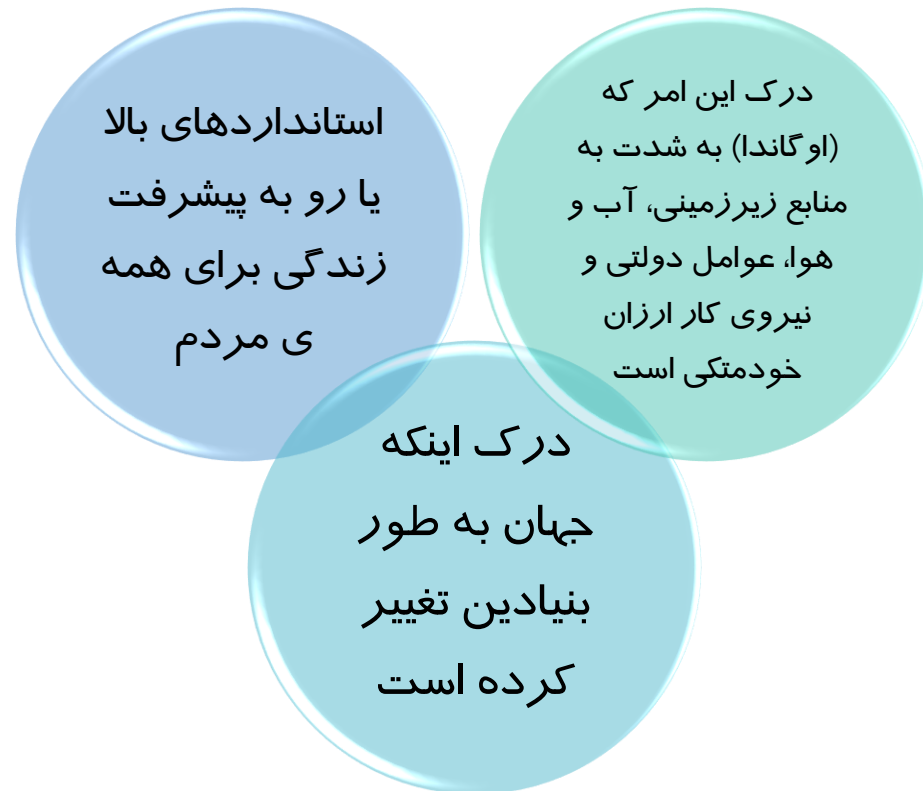 درک این امر که
(اوگاندا) به شدت به
منابع زیرزمینی، آب و
هوا، عوامل دولتی و
نیروی کار ارزان
خودمتکی است
استانداردهای بالا
یا رو به پیشرفت
زندگی برای همه
ی مردم
درک اینکه
جهان به طور
بنیادین تغییر
کرده است